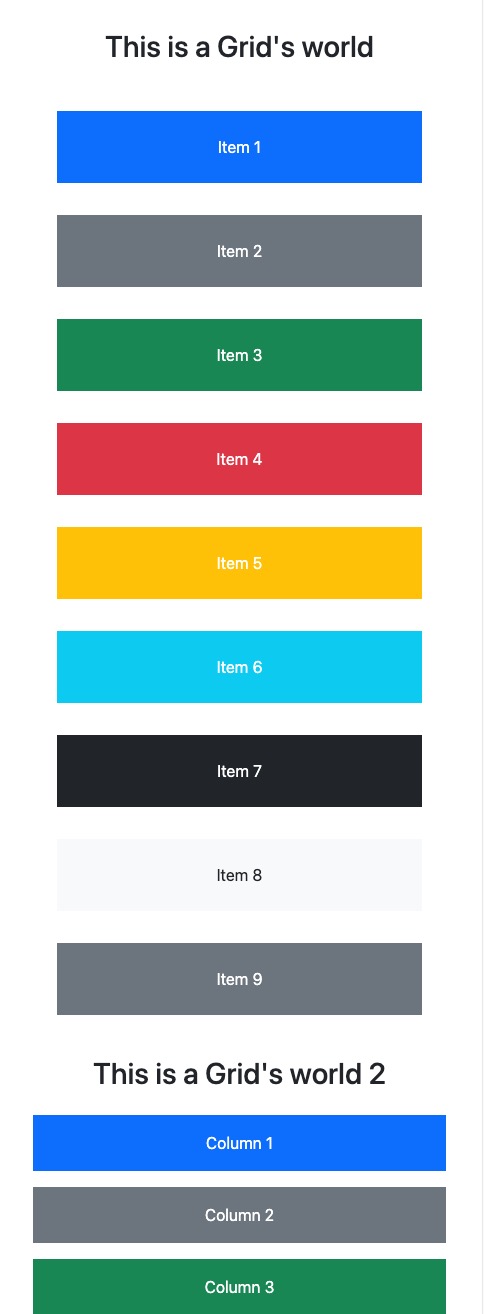 This is a Grid's world
Item 1
Item 2
Item 3
Item 4
Item 5
Item 6
Item 7
Item 8
Item 9
This is a Grid's world 2
Column 1
Column 2
Column 3